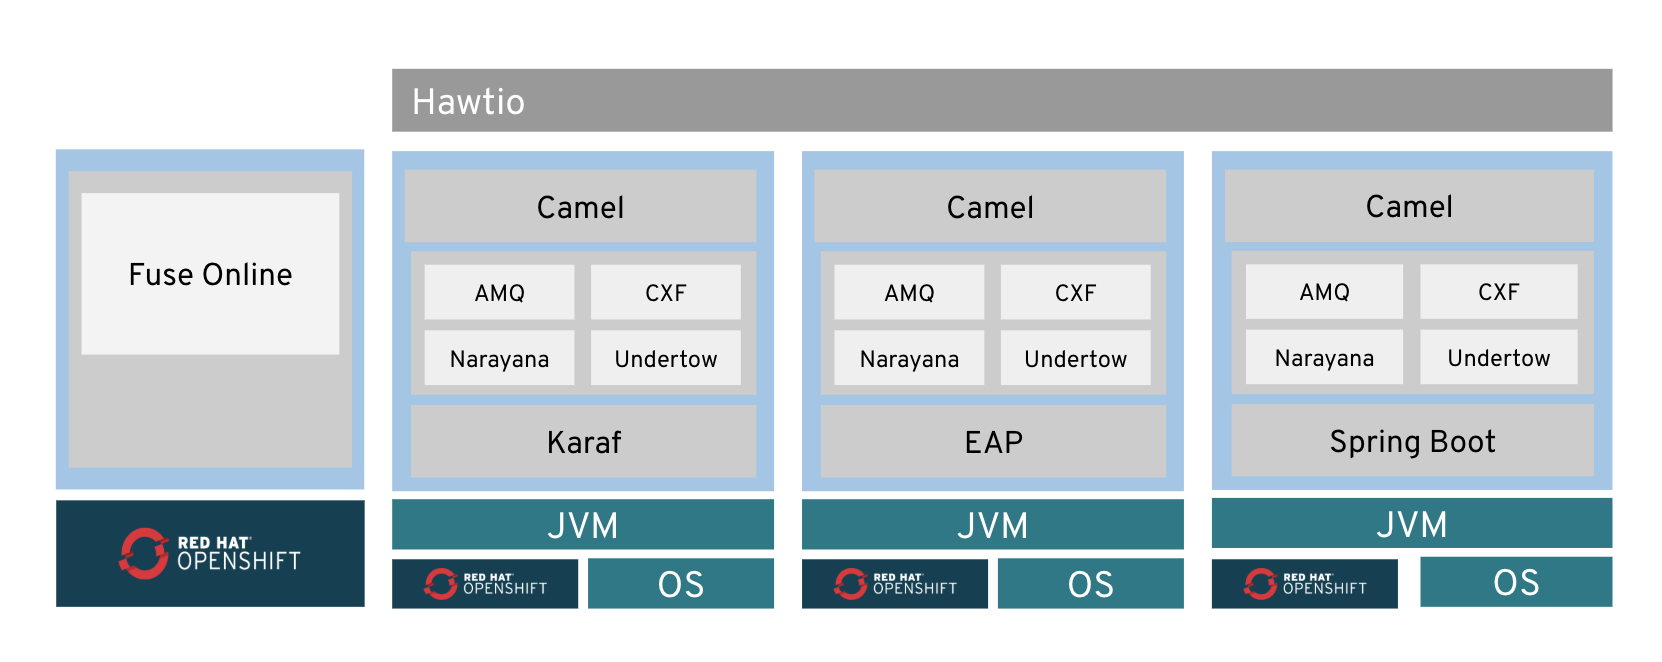 Hawtio
Fuse Online
RED HAT
OPENSHIFT
Camel
AMQ
CXF
Narayana
Undertow
Karaf
JVM
RED HAT
OPENSHIFT
OS
Camel
AMQ
CXF
Narayana
Undertow
EAP
JVM
RED HAT
OPENSHIFT
OS
Camel
AMQ
CXF
Narayana
Undertow
Spring Boot
JVM
RED HAT
OPENSHIFT
OS